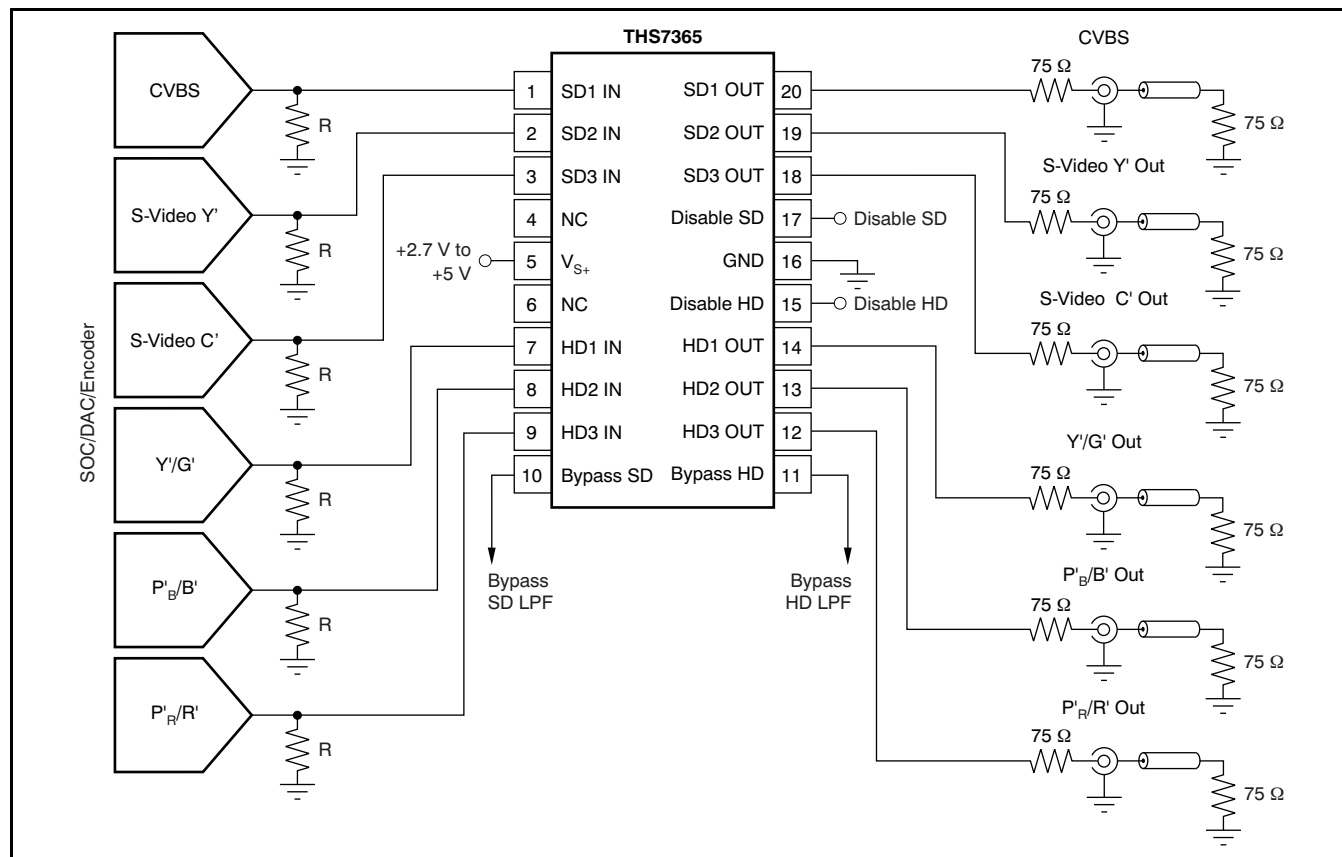 THS7365
SOC/DAC/Encoder
CVBS
R
S-Video Y'
R
S-Video C'
R
Y'/G'
R
P'B/B'
R
P'R/R'
R
+2.7 V to
+5 V
1 SD1 IN
2 SD2 IN
3 SD3 IN
4 NC
5 VS+
6 NC
7 HD1 IN
8 HD2 IN
9 HD3 IN
10 Bypass SD
Bypass
SD LPF
SD1 OUT 20
SD2 OUT 19
SD3 OUT 18
Disable SD 17 Disable SD
GND 16
Disable HD 15 Disable HD
HD1 OUT 14
HD2 OUT 13
HD3 OUT 12
Bypass HD 11
Bypass
HD LPF
CVBS
75 Ω
75 Ω
S-Video Y' Out
75 Ω
75 Ω
S-Video C' Out
75 Ω
75 Ω
Y'/G' Out
75 Ω
75 Ω
P'B/B' Out
75 Ω
75 Ω
P'R/R' Out
75 Ω
75 Ω